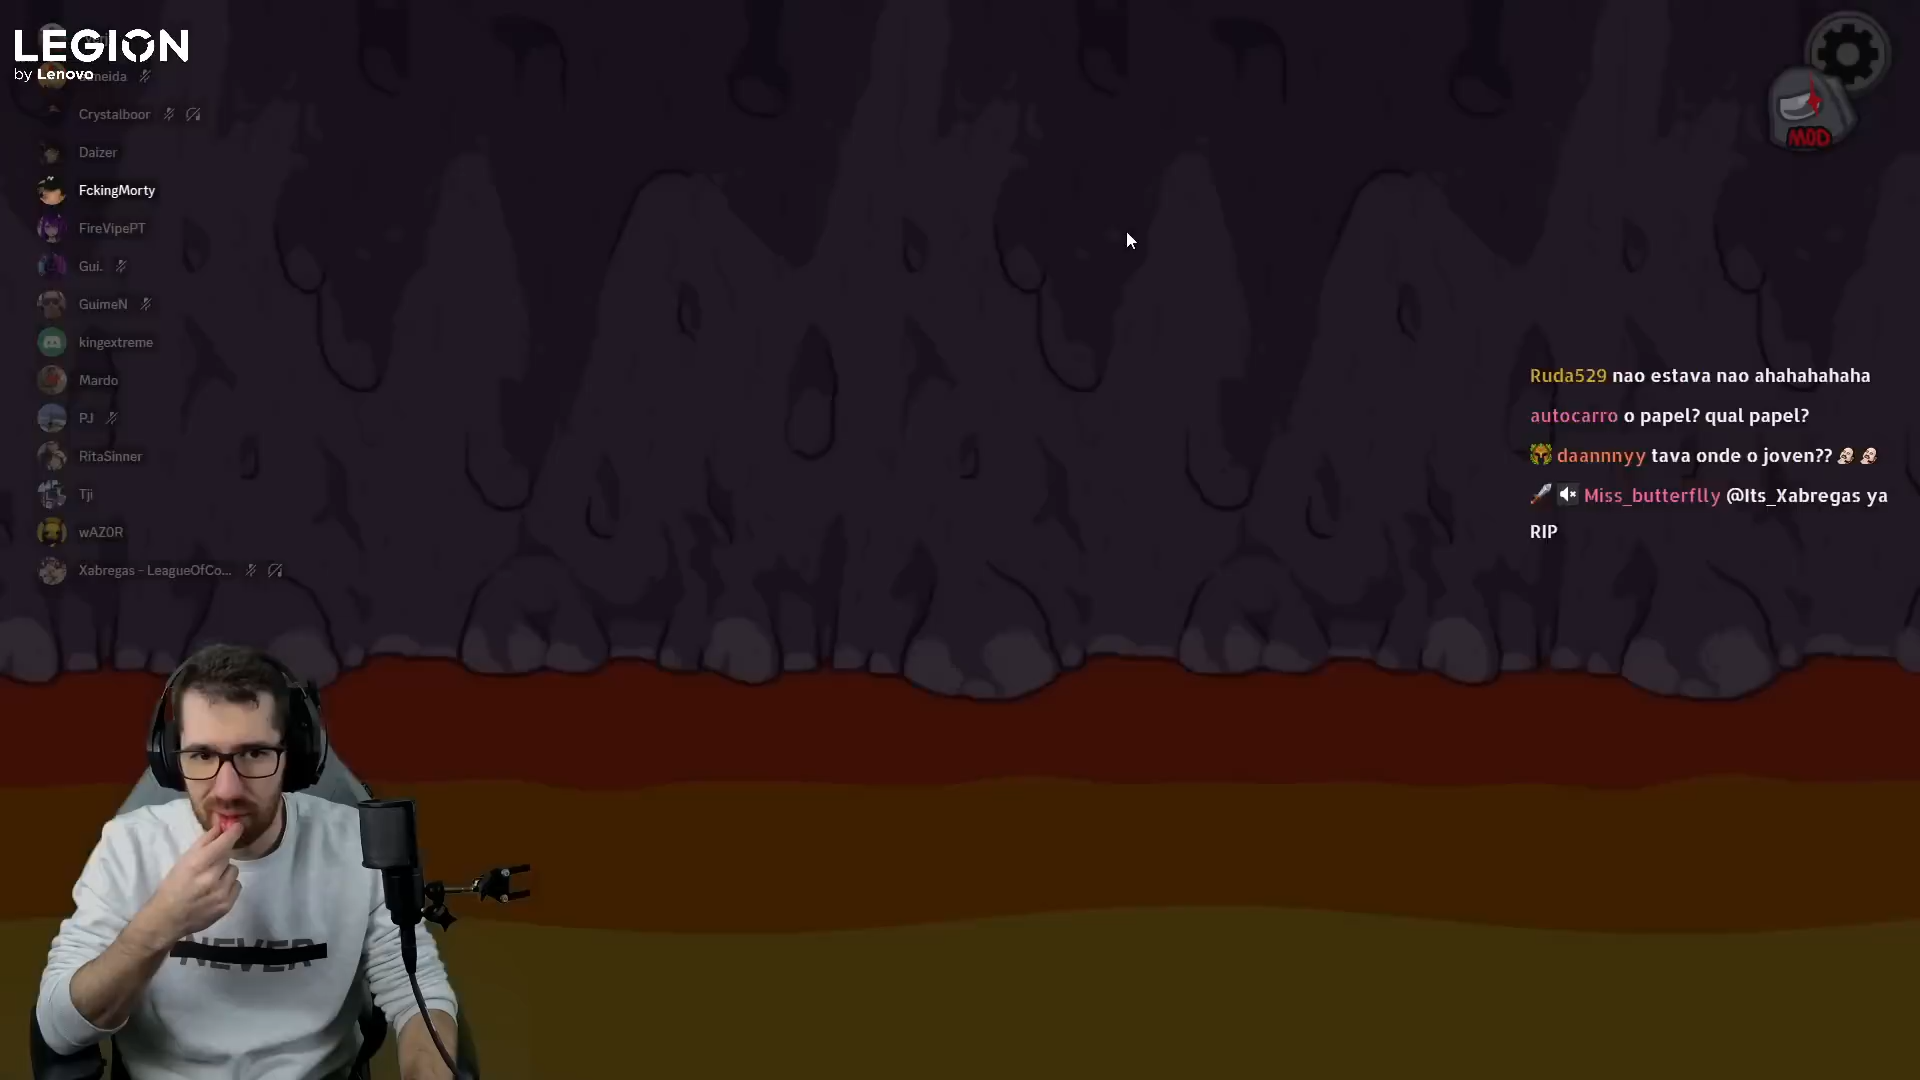 LEGION
by Lenovo
Crystalboor
Daizer
FckingMorty
FireVipePT
Gui.
GuimeN
kingextreme
Mardo
PJ
RitaSinner
Tji
wAZ0R
Xabregas - LeagueOfCo...
MOD
Ruda529 nao estava nao ahahahahaha
autocarro o papel? qual papel?
daannnyy tava onde o joven??
Miss_butterflly @Its_Xabregas ya
RIP
NEVER